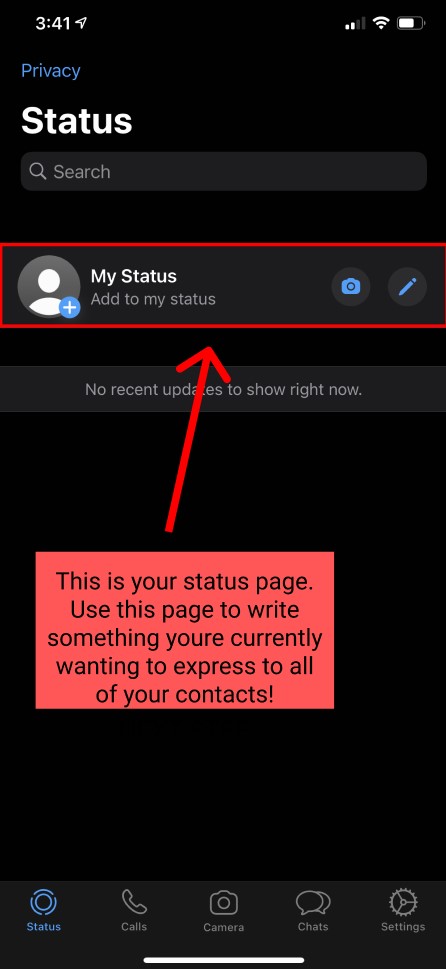 3:41
Privacy
Status
Search
My Status
Add to my status
No recent updates to show right now.
This is your status page.
Use this page to write
something youre currently
wanting to express to all
of your contacts!
Status Calls Camera Chats Settings